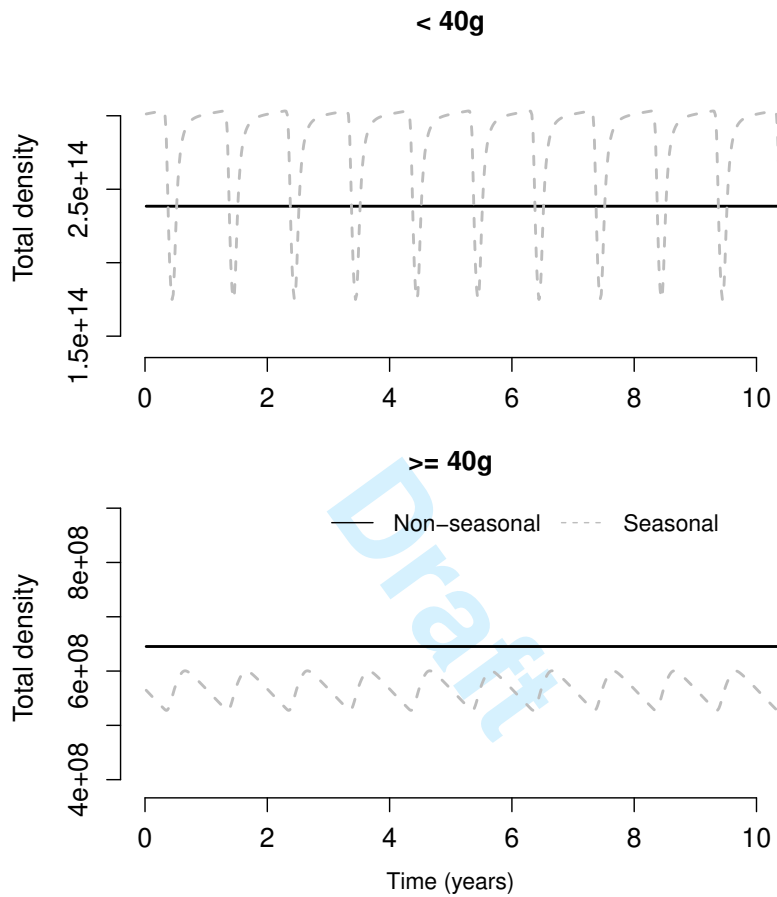 < 40g
Total density
1.5e+14 2.5e+14
0 2 4 6 8 10
>= 40g
Non−seasonal Seasonal
Total density
4e+08 6e+08 8e+08
0 2 4 6 8 10
Time (years)
Draft